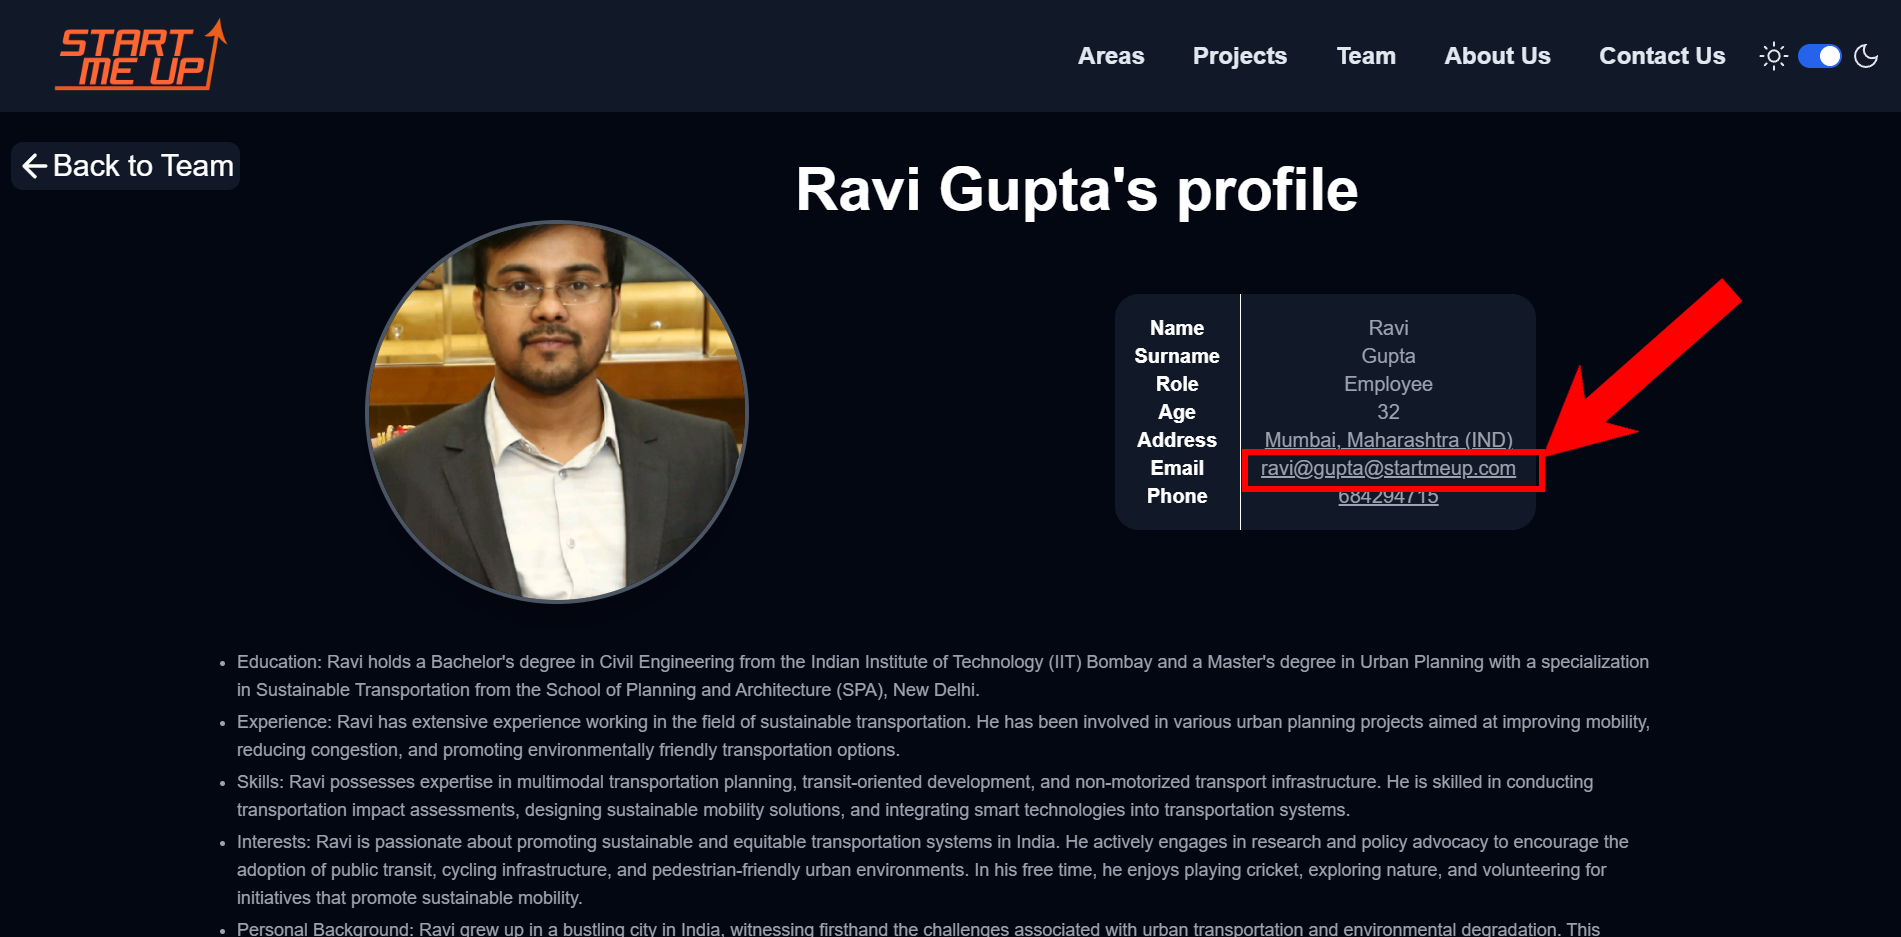 START
ME UP
Areas Projects Team About Us Contact Us
Back to Team
Ravi Gupta's profile
Name Ravi
Surname Gupta
Role Employee
Age 32
Address Mumbai, Maharashtra (IND)
Email ravi@gupta@startmeup.com
Phone 684294715
• Education: Ravi holds a Bachelor's degree in Civil Engineering from the Indian Institute of Technology (IIT) Bombay and a Master's degree in Urban Planning with a specialization
in Sustainable Transportation from the School of Planning and Architecture (SPA), New Delhi.
• Experience: Ravi has extensive experience working in the field of sustainable transportation. He has been involved in various urban planning projects aimed at improving mobility,
reducing congestion, and promoting environmentally friendly transportation options.
• Skills: Ravi possesses expertise in multimodal transportation planning, transit-oriented development, and non-motorized transport infrastructure. He is skilled in conducting
transportation impact assessments, designing sustainable mobility solutions, and integrating smart technologies into transportation systems.
• Interests: Ravi is passionate about promoting sustainable and equitable transportation systems in India. He actively engages in research and policy advocacy to encourage the
adoption of public transit, cycling infrastructure, and pedestrian-friendly urban environments. In his free time, he enjoys playing cricket, exploring nature, and volunteering for
initiatives that promote sustainable mobility.
• Personal Background: Ravi grew up in a bustling city in India, witnessing firsthand the challenges associated with urban transportation and environmental degradation. This